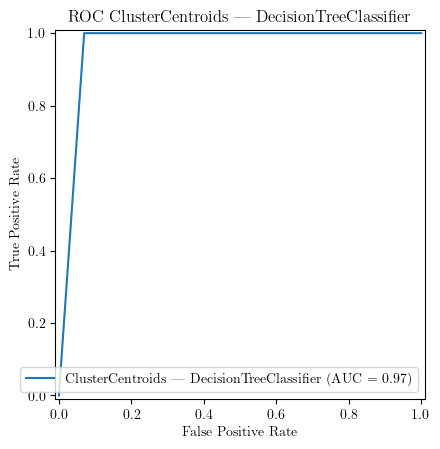 ROC ClusterCentroids — DecisionTreeClassifier
1.0
0.8
0.6
0.4
0.2
0.0
True Positive Rate
ClusterCentroids — DecisionTreeClassifier (AUC = 0.97)
0.0 0.2 0.4 0.6 0.8 1.0
False Positive Rate